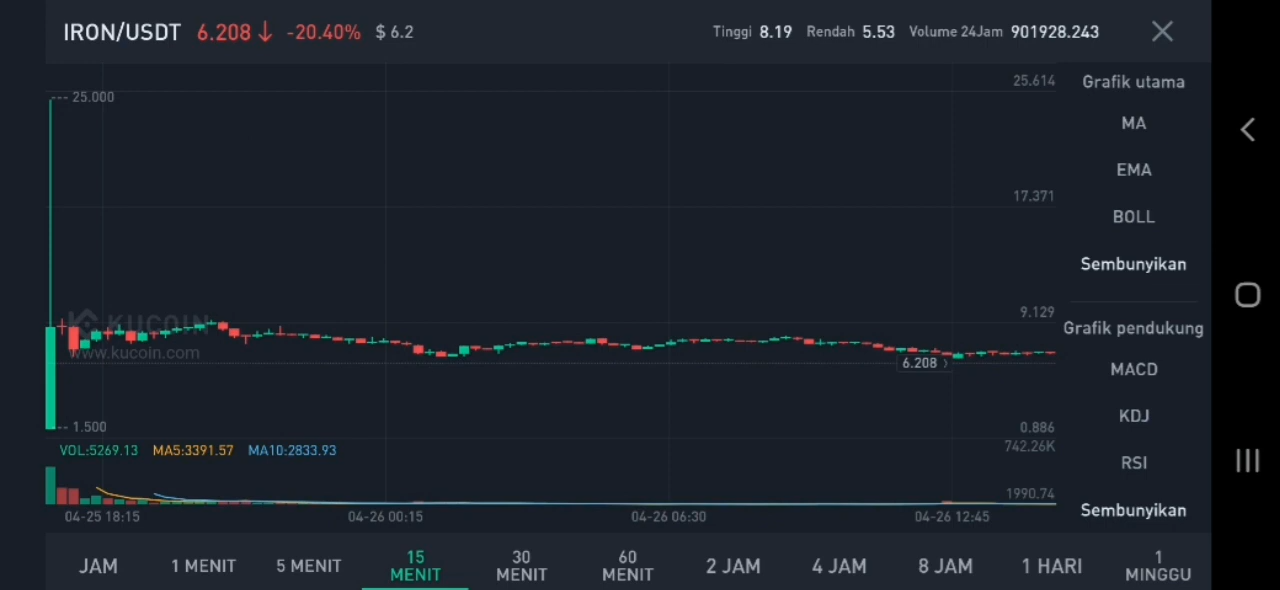 IRON/USDT 6.208↓ -20.40% $ 6.2 Tinggi 8.19 Rendah 5.53 Volume 24Jam 901928.243
Grafik utama
MA
EMA
BOLL
Sembunyikan
Grafik pendukung
MACD
KDJ
RSI
Sembunyikan
25.000
25.614
17.371
9.129
KUCOIN
www.kucoin.com
6.208
1.500
0.886
VOL:5269.13 MA5:3391.57 MA10:2833.93
742.26K
1990.74
04-25 18:15 04-26 00:15 04-26 06:30 04-26 12:45
JAM
1 MENIT
5 MENIT
15
MENIT
30
MENIT
60
MENIT
2 JAM
4 JAM
8 JAM
1 HARI
1
MINGGU